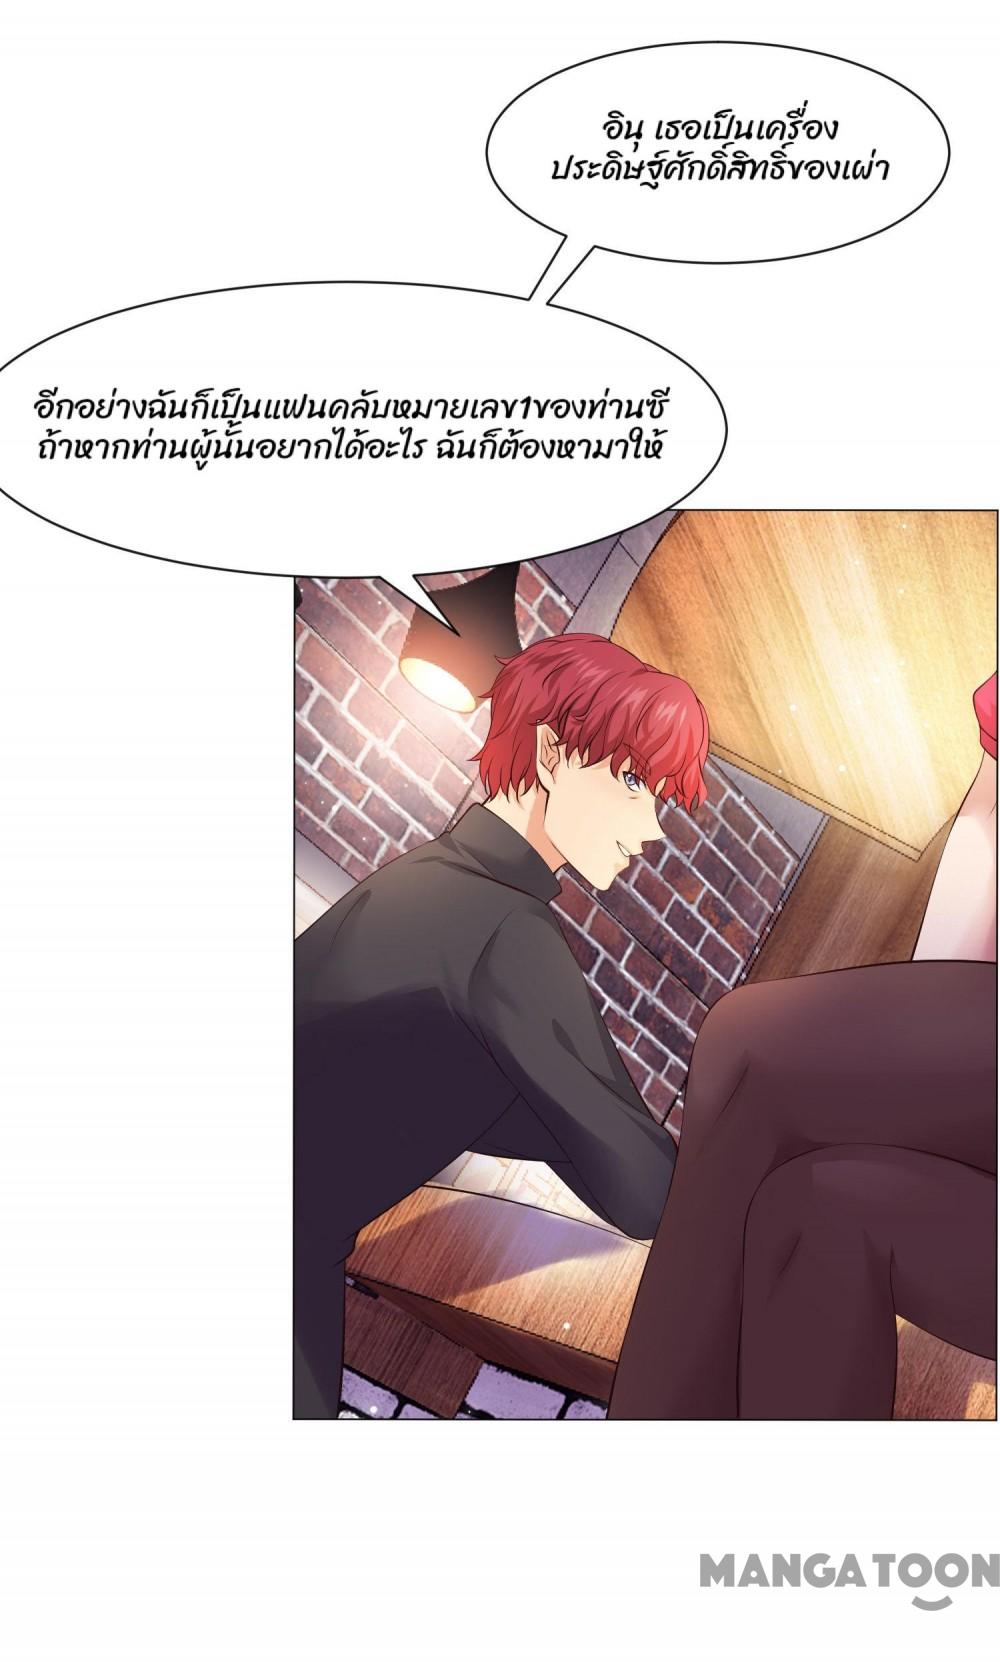 อินุ เธอเป็นเครื่อง
ประดิษฐ์ศักดิ์สิทธิ์ของเผ่า
อีกอย่างฉันก็เป็นแฟนคลับหมายเลข1ของท่านซี
ถ้าหากท่านผู้นั้นอยากได้อะไร ฉันก็ต้องหามาให้
MANGATOON